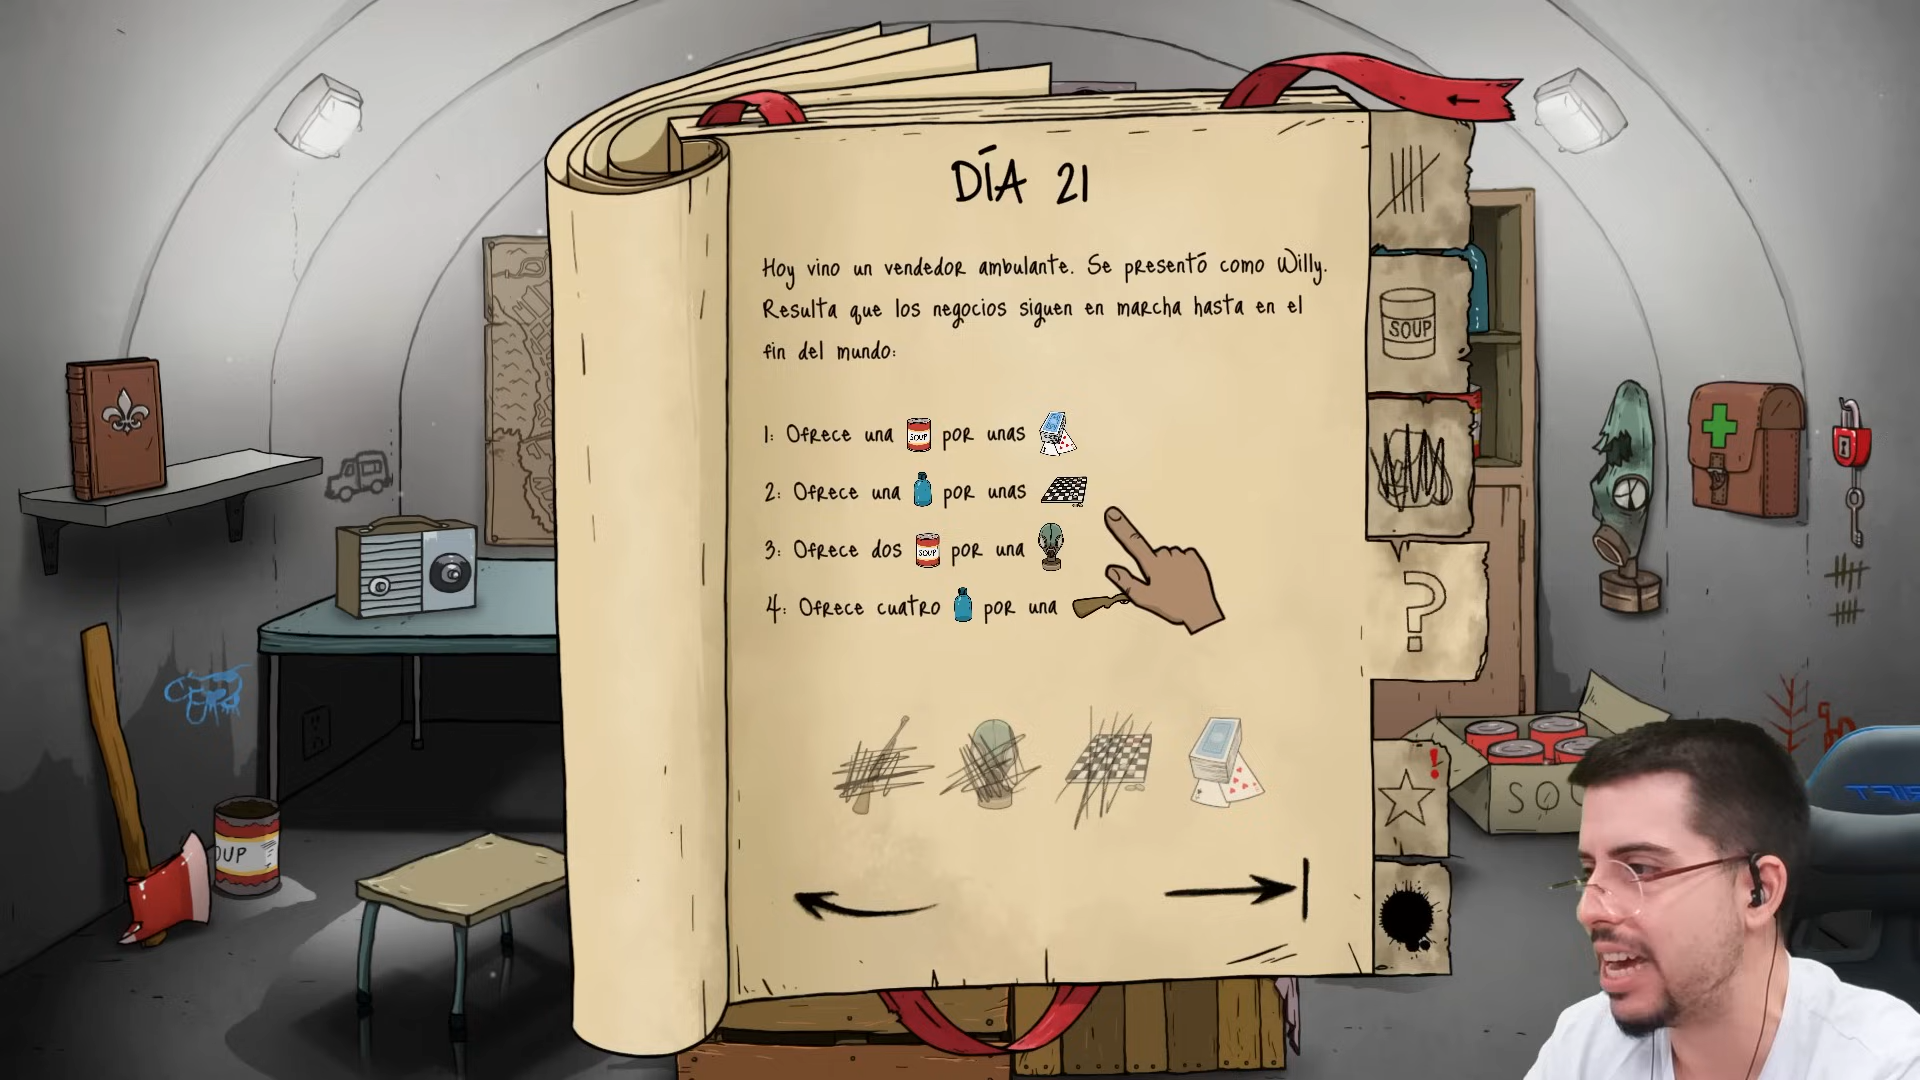 DÍA 21
Hoy vino un vendedor ambulante. Se presentó como Willy.
Resulta que los negocios siguen en marcha hasta en el
fin del mundo:
1: Ofrece una SOUP por unas
2: Ofrece una por unas
3: Ofrece dos SOUP por una
4: Ofrece cuatro por una
SOUP
?
!
OUP